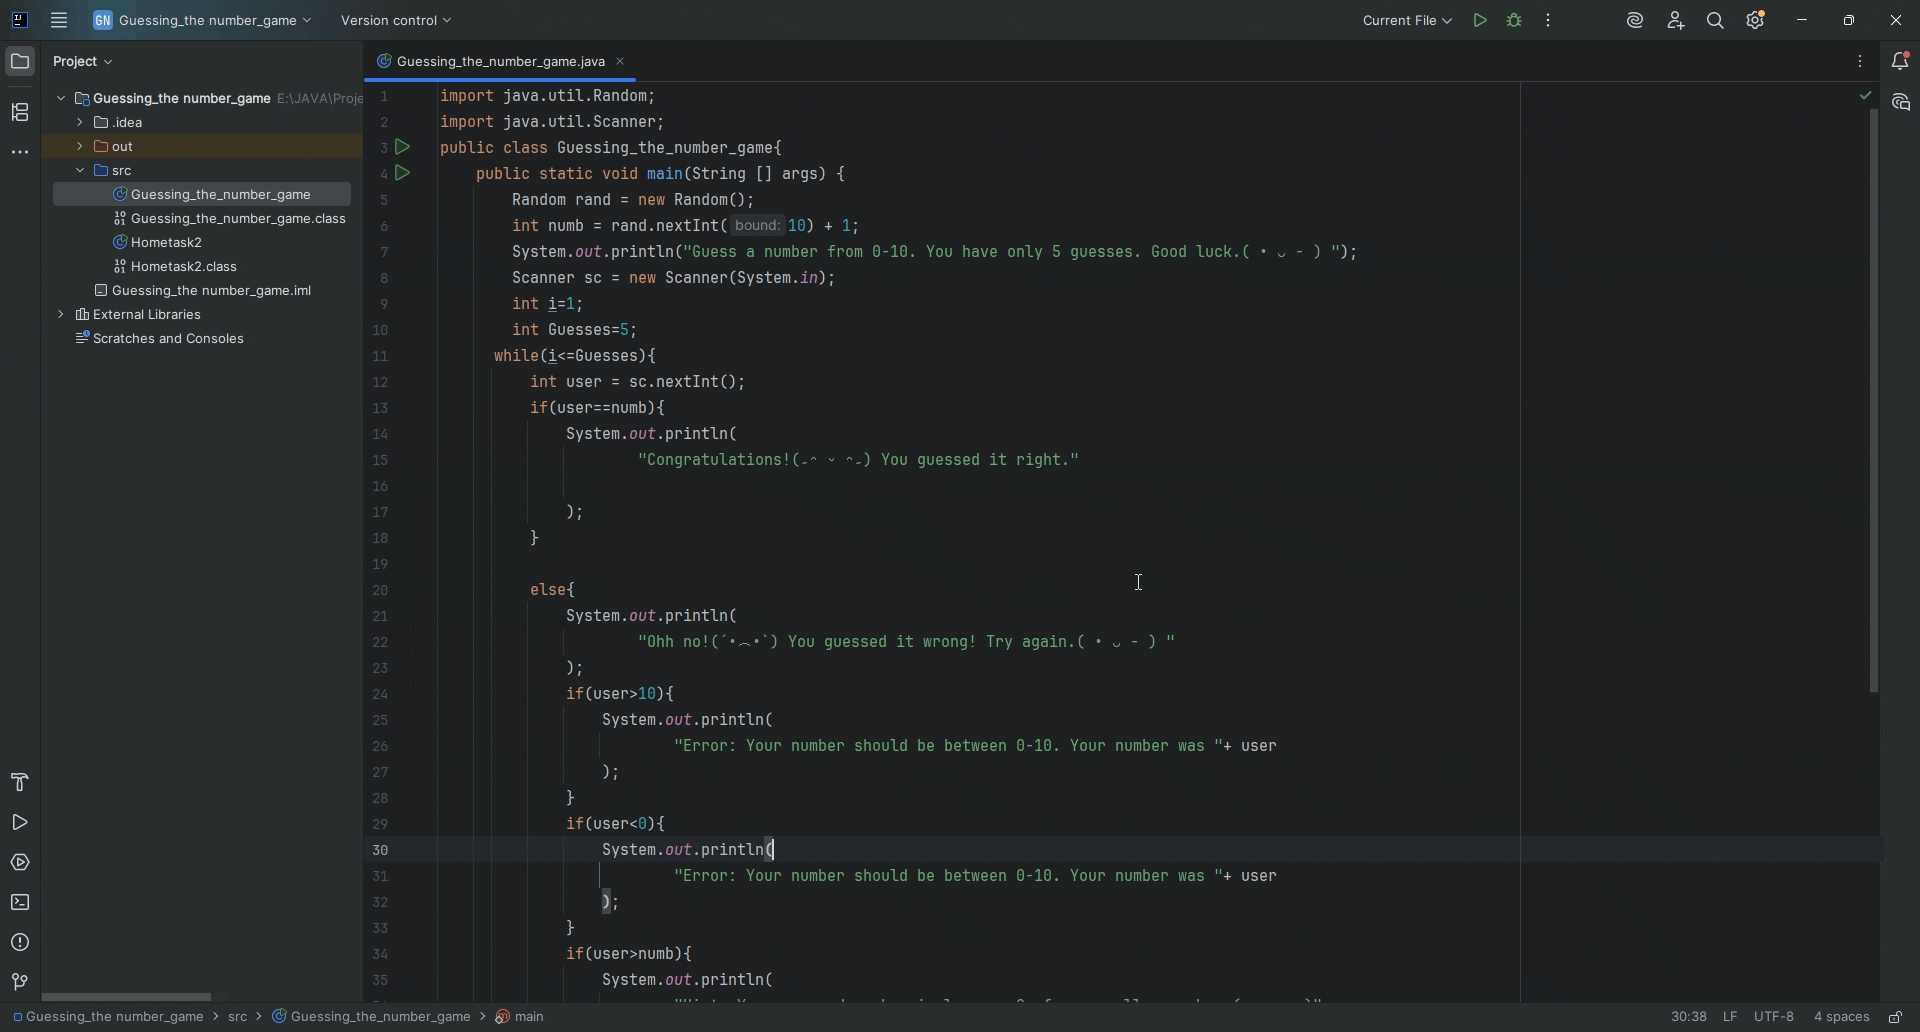 GN Guessing_the number_game Version control Current File
Project Guessing_the_number_game.java
Guessing_the number_game E:\JAVA\Proje
.idea
out
src
Guessing_the_number_game
Guessing_the_number_game.class
Hometask2
Hometask2.class
Guessing_the number_game.iml
External Libraries
Scratches and Consoles
1 import java.util.Random;
2 import java.util.Scanner;
3 public class Guessing_the_number_game{
4 public static void main(String [] args) {
5 Random rand = new Random();
6 int numb = rand.nextInt( bound: 10) + 1;
7 System.out.println("Guess a number from 0-10. You have only 5 guesses. Good luck.( • ᴗ - ) ");
8 Scanner sc = new Scanner(System.in);
9 int i=1;
10 int Guesses=5;
11 while(i<=Guesses){
12 int user = sc.nextInt();
13 if(user==numb){
14 System.out.println(
15 "Congratulations!(˶ᵔ ᵕ ᵔ˶) You guessed it right."
16
17 );
18 }
19
20 else{
21 System.out.println(
22 "Ohh no!(´•︵•`) You guessed it wrong! Try again.( • ᴗ - ) "
23 );
24 if(user>10){
25 System.out.println(
26 "Error: Your number should be between 0-10. Your number was "+ user
27 );
28 }
29 if(user<0){
30 System.out.println(
31 "Error: Your number should be between 0-10. Your number was "+ user
32 );
33 }
34 if(user>numb){
35 System.out.println(
Guessing_the number_game > src > Guessing_the_number_game > main 30:38 LF UTF-8 4 spaces